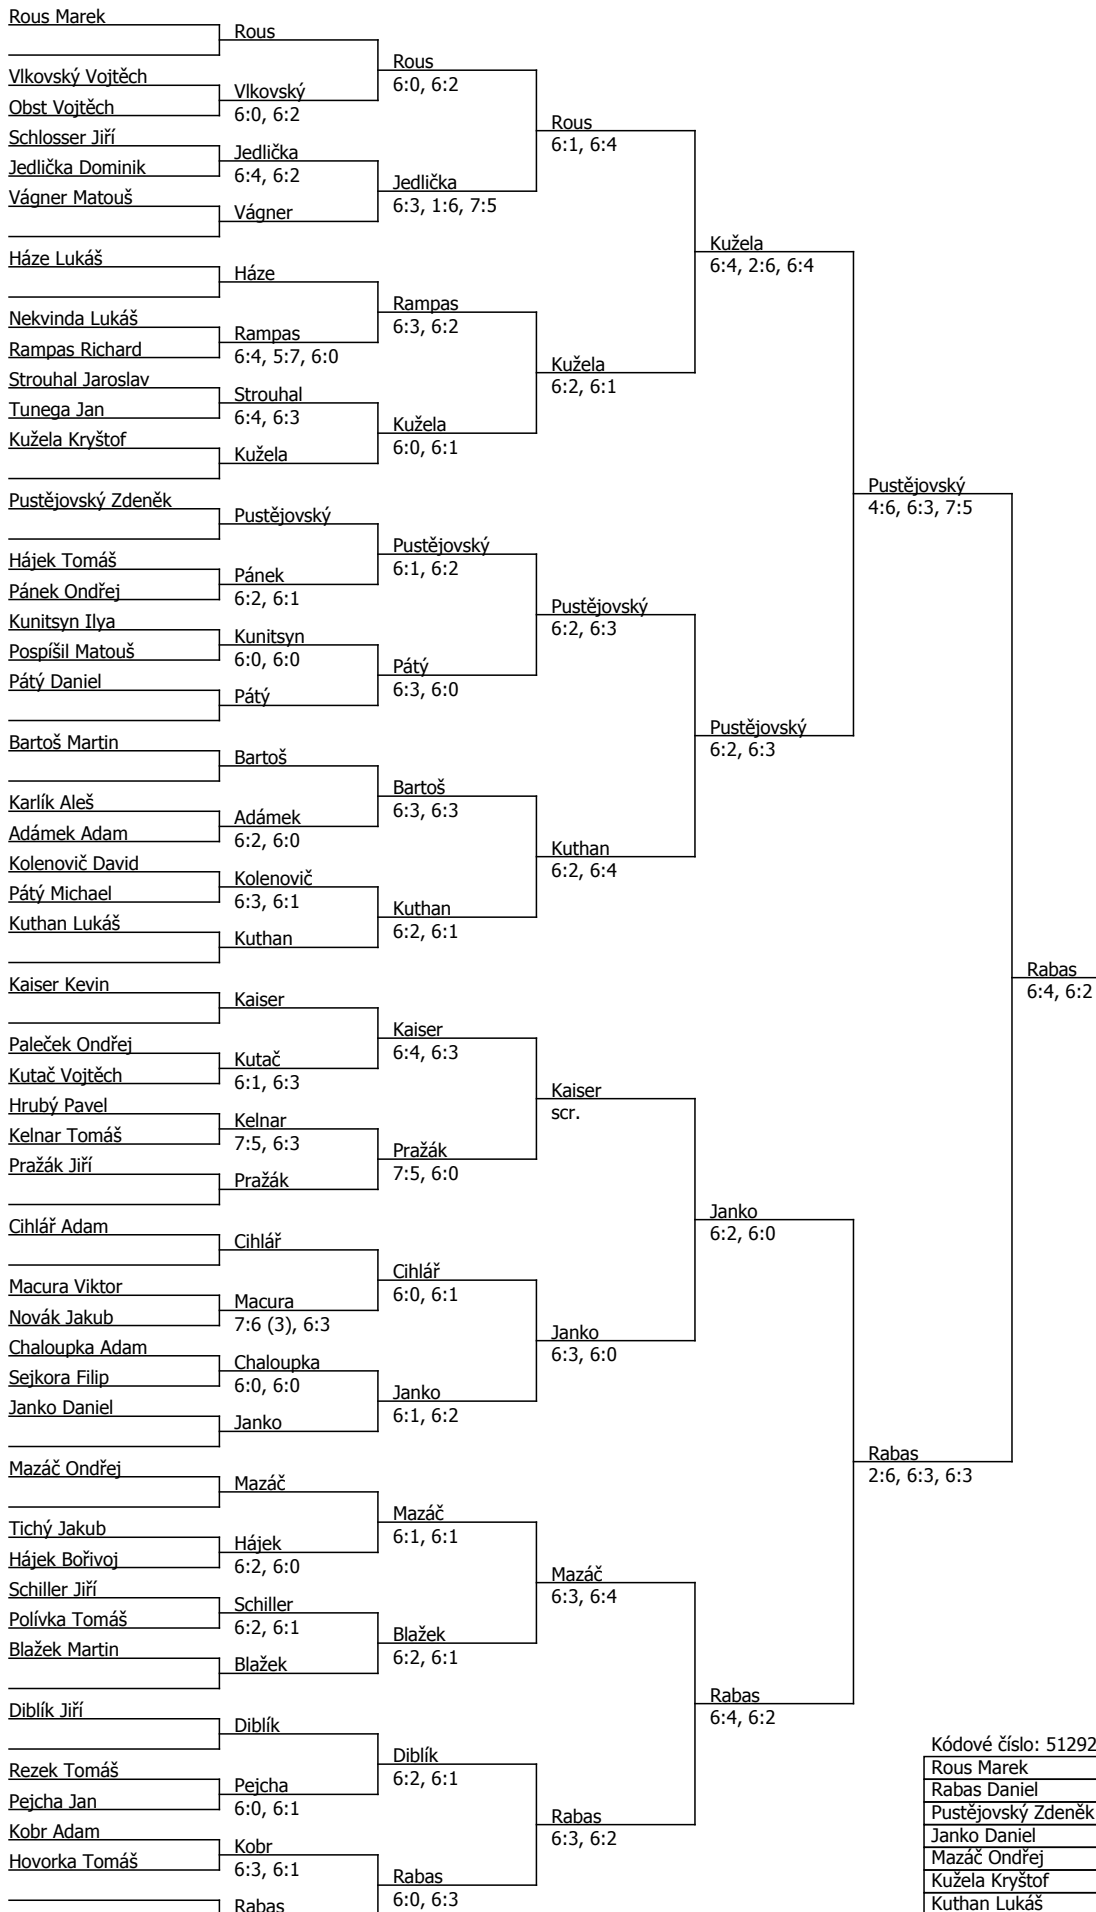 Rous Marek
Rous
Rous
6:0, 6:2
Vlkovský Vojtěch
Vlkovský
6:0, 6:2
Obst Vojtěch
Rous
6:1, 6:4
Schlosser Jiří
Jedlička
6:4, 6:2
Jedlička Dominik
Jedlička
6:3, 1:6, 7:5
Vágner Matouš
Vágner
Kužela
6:4, 2:6, 6:4
Háze Lukáš
Háze
Rampas
6:3, 6:2
Nekvinda Lukáš
Rampas
6:4, 5:7, 6:0
Rampas Richard
Kužela
6:2, 6:1
Strouhal Jaroslav
Strouhal
6:4, 6:3
Tunega Jan
Kužela
6:0, 6:1
Kužela Kryštof
Kužela
Pustějovský
4:6, 6:3, 7:5
Pustějovský Zdeněk
Pustějovský
Pustějovský
6:1, 6:2
Hájek Tomáš
Pánek
6:2, 6:1
Pánek Ondřej
Pustějovský
6:2, 6:3
Kunitsyn Ilya
Kunitsyn
6:0, 6:0
Pospíšil Matouš
Pátý
6:3, 6:0
Pátý Daniel
Pátý
Pustějovský
6:2, 6:3
Bartoš Martin
Bartoš
Bartoš
6:3, 6:3
Karlík Aleš
Adámek
6:2, 6:0
Adámek Adam
Kuthan
6:2, 6:4
Kolenovič David
Kolenovič
6:3, 6:1
Pátý Michael
Kuthan
6:2, 6:1
Kuthan Lukáš
Kuthan
Rabas
6:4, 6:2
Kaiser Kevin
Kaiser
Kaiser
6:4, 6:3
Paleček Ondřej
Kutač
6:1, 6:3
Kutač Vojtěch
Kaiser
scr.
Hrubý Pavel
Kelnar
7:5, 6:3
Kelnar Tomáš
Pražák
7:5, 6:0
Pražák Jiří
Pražák
Janko
6:2, 6:0
Cihlář Adam
Cihlář
Cihlář
6:0, 6:1
Macura Viktor
Macura
7:6 (3), 6:3
Novák Jakub
Janko
6:3, 6:0
Chaloupka Adam
Chaloupka
6:0, 6:0
Sejkora Filip
Janko
6:1, 6:2
Janko Daniel
Janko
Rabas
2:6, 6:3, 6:3
Mazáč Ondřej
Mazáč
Mazáč
6:1, 6:1
Tichý Jakub
Hájek
6:2, 6:0
Hájek Bořivoj
Mazáč
6:3, 6:4
Schiller Jiří
Schiller
6:2, 6:1
Polívka Tomáš
Blažek
6:2, 6:1
Blažek Martin
Blažek
Rabas
6:4, 6:2
Diblík Jiří
Diblík
Diblík
6:2, 6:1
Rezek Tomáš
Pejcha
6:0, 6:1
Pejcha Jan
Rabas
6:3, 6:2
Kobr Adam
Kobr
6:3, 6:1
Hovorka Tomáš
Rabas
6:0, 6:3
Rabas
Kódové číslo: 51292
Rous Marek
Rabas Daniel
Pustějovský Zdeněk
Janko Daniel
Mazáč Ondřej
Kužela Kryštof
Kuthan Lukáš